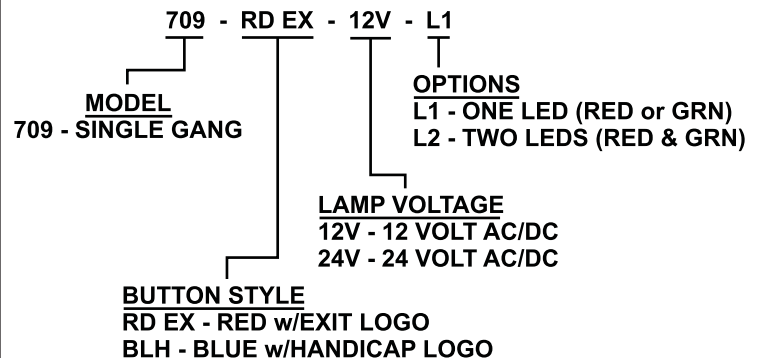 709 - RD EX - 12V - L1
OPTIONS
L1 - ONE LED (RED or GRN)
L2 - TWO LEDS (RED & GRN)
MODEL
709 - SINGLE GANG
LAMP VOLTAGE
12V - 12 VOLT AC/DC
24V - 24 VOLT AC/DC
BUTTON STYLE
RD EX - RED w/EXIT LOGO
BLH - BLUE w/HANDICAP LOGO